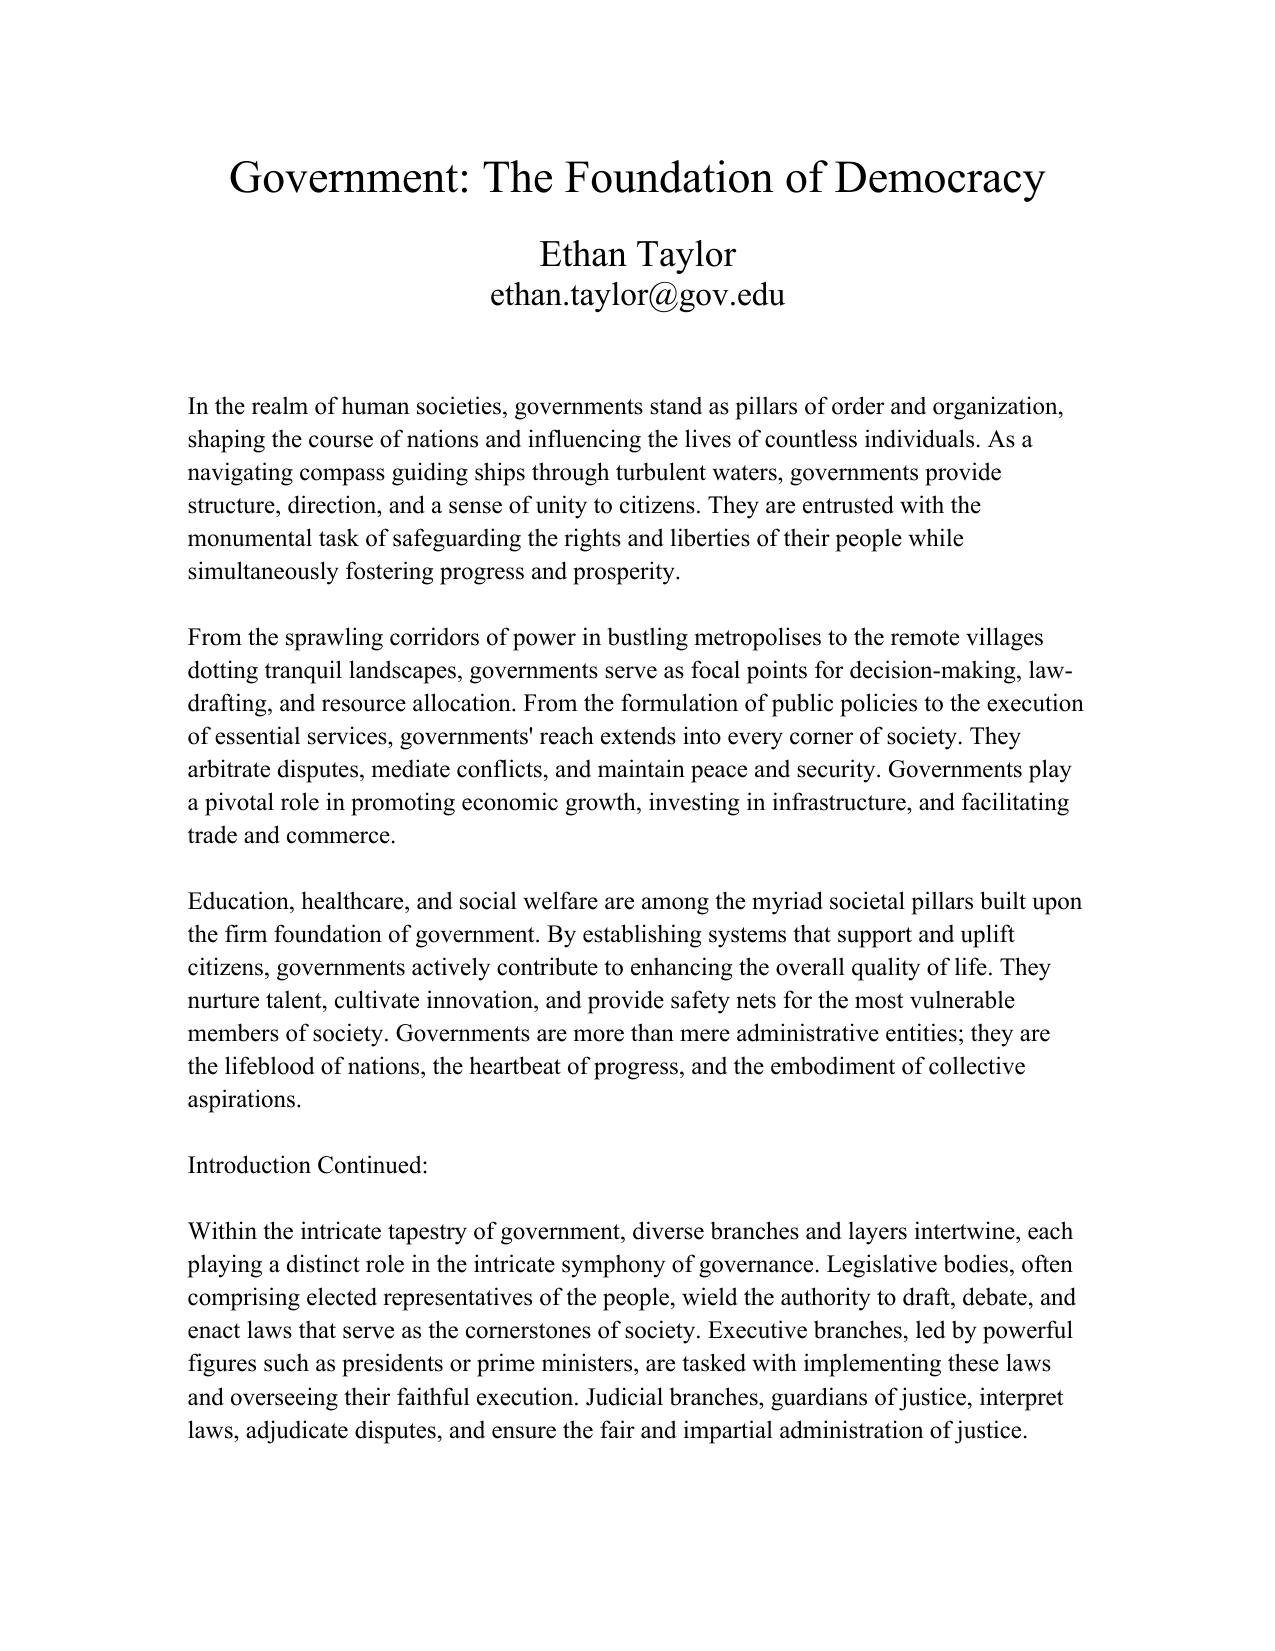 Government: The Foundation of Democracy
Ethan Taylor
ethan.taylor@gov.edu
In the realm of human societies, governments stand as pillars of order and organization,
shaping the course of nations and influencing the lives of countless individuals. As a
navigating compass guiding ships through turbulent waters, governments provide
structure, direction, and a sense of unity to citizens. They are entrusted with the
monumental task of safeguarding the rights and liberties of their people while
simultaneously fostering progress and prosperity.
From the sprawling corridors of power in bustling metropolises to the remote villages
dotting tranquil landscapes, governments serve as focal points for decision-making, law-
drafting, and resource allocation. From the formulation of public policies to the execution
of essential services, governments' reach extends into every corner of society. They
arbitrate disputes, mediate conflicts, and maintain peace and security. Governments play
a pivotal role in promoting economic growth, investing in infrastructure, and facilitating
trade and commerce.
Education, healthcare, and social welfare are among the myriad societal pillars built upon
the firm foundation of government. By establishing systems that support and uplift
citizens, governments actively contribute to enhancing the overall quality of life. They
nurture talent, cultivate innovation, and provide safety nets for the most vulnerable
members of society. Governments are more than mere administrative entities; they are
the lifeblood of nations, the heartbeat of progress, and the embodiment of collective
aspirations.
Introduction Continued:
Within the intricate tapestry of government, diverse branches and layers intertwine, each
playing a distinct role in the intricate symphony of governance. Legislative bodies, often
comprising elected representatives of the people, wield the authority to draft, debate, and
enact laws that serve as the cornerstones of society. Executive branches, led by powerful
figures such as presidents or prime ministers, are tasked with implementing these laws
and overseeing their faithful execution. Judicial branches, guardians of justice, interpret
laws, adjudicate disputes, and ensure the fair and impartial administration of justice.